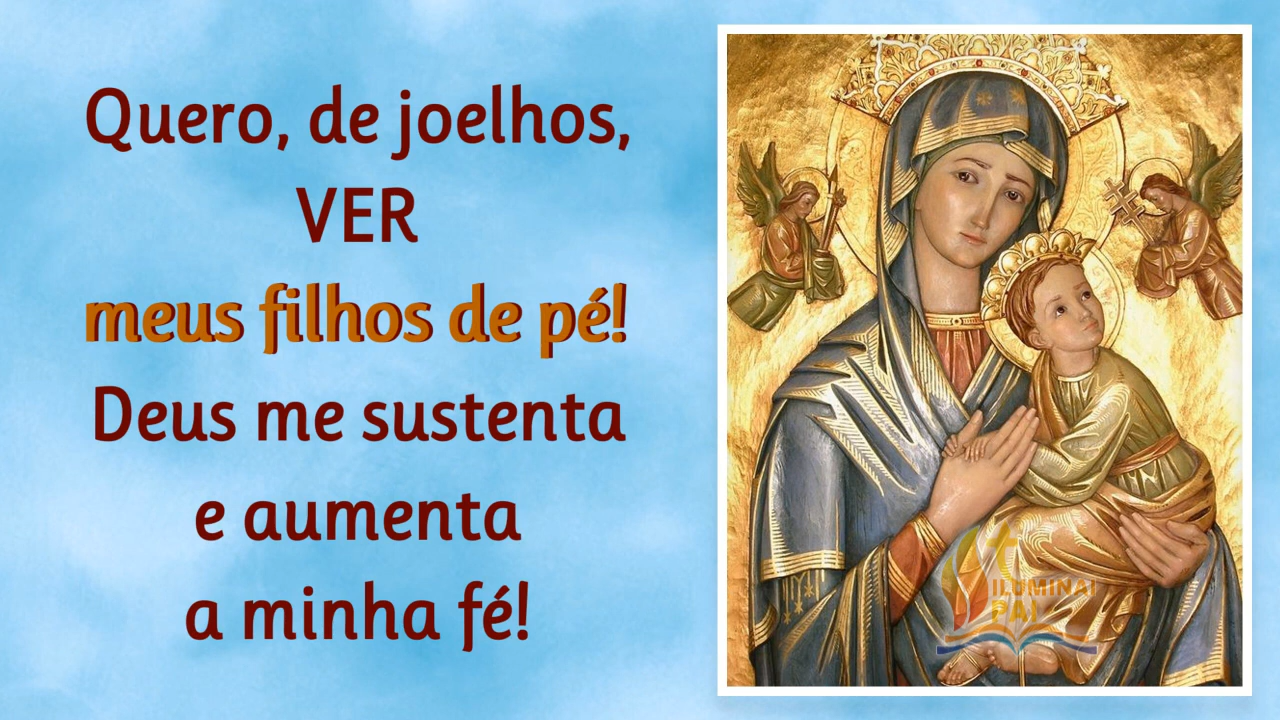 Quero, de joelhos,
VER
meus filhos de pé!
Deus me sustenta
e aumenta
a minha fé!
ILUMINAI
PAI